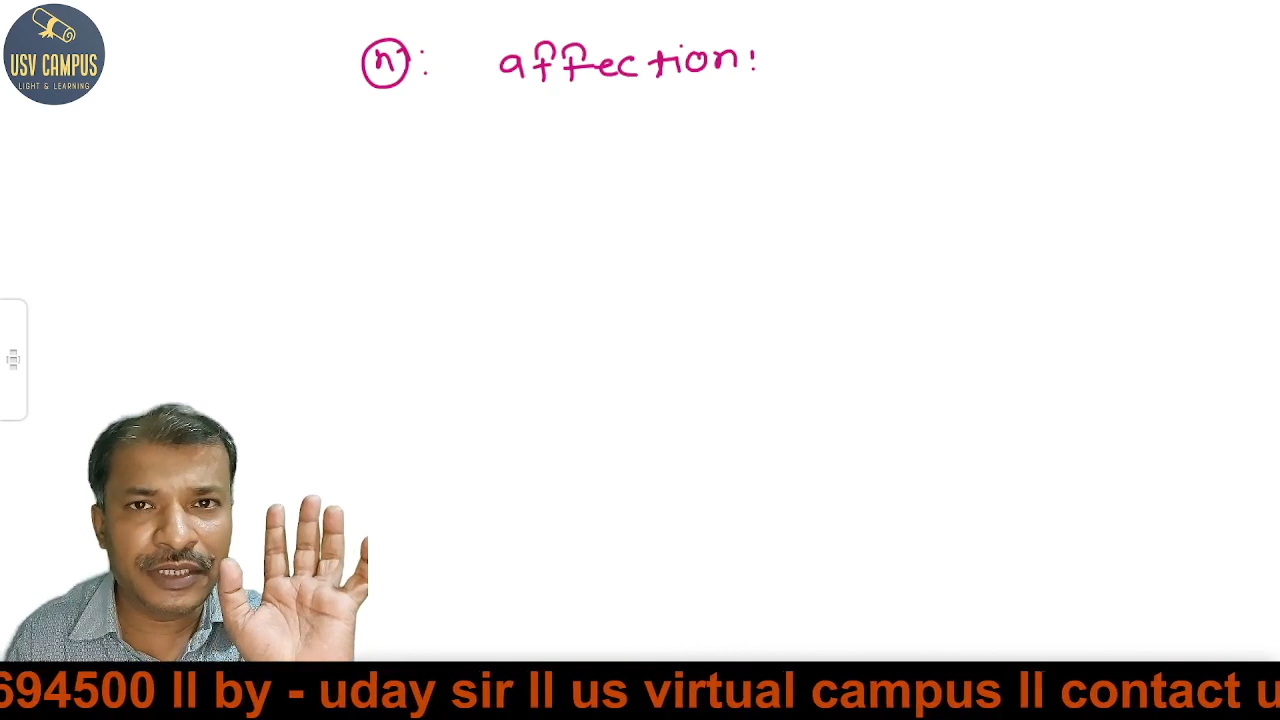 USV CAMPUS
LIGHT & LEARNING
n : affection :
694500 ll by - uday sir ll us virtual campus ll contact u